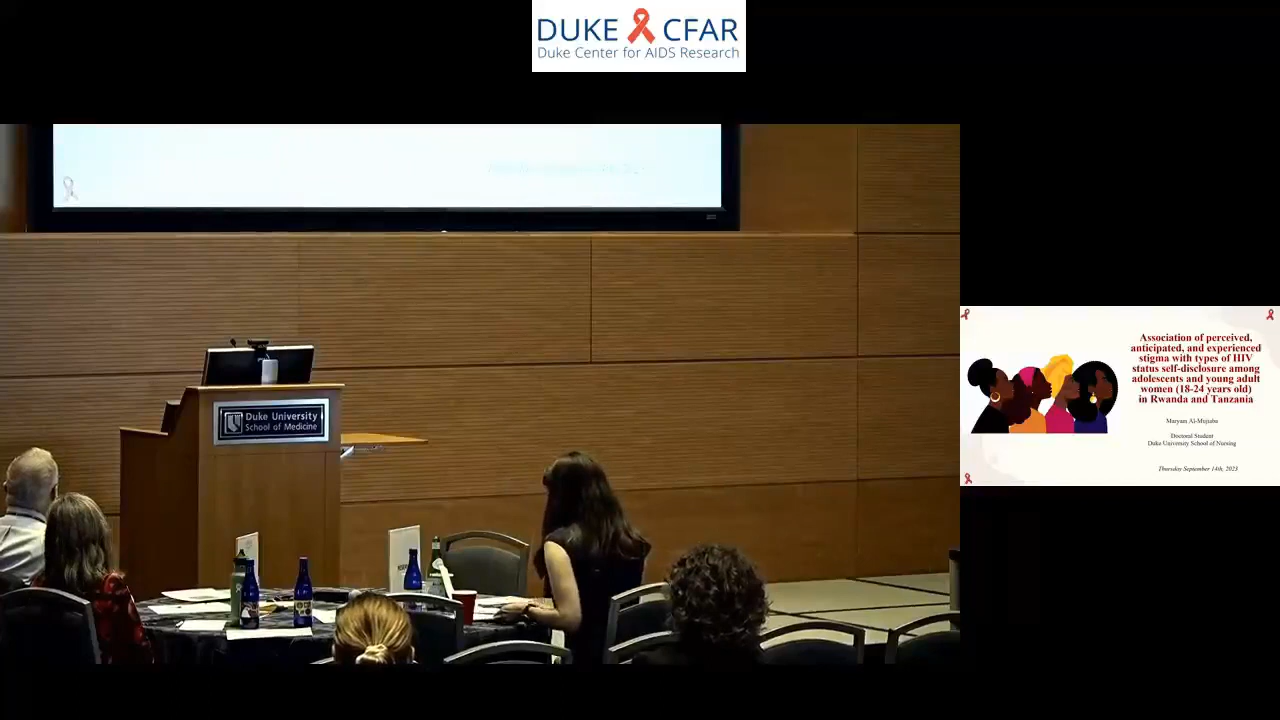 DUKE CFAR
Duke Center for AIDS Research
Duke University
School of Medicine
Association of perceived,
anticipated, and experienced
stigma with types of HIV
status self-disclosure among
adolescents and young adult
women (18-24 years old)
in Rwanda and Tanzania
Maryam Al-Mujtaba
Doctoral Student
Duke University School of Nursing
Thursday September 14th, 2023